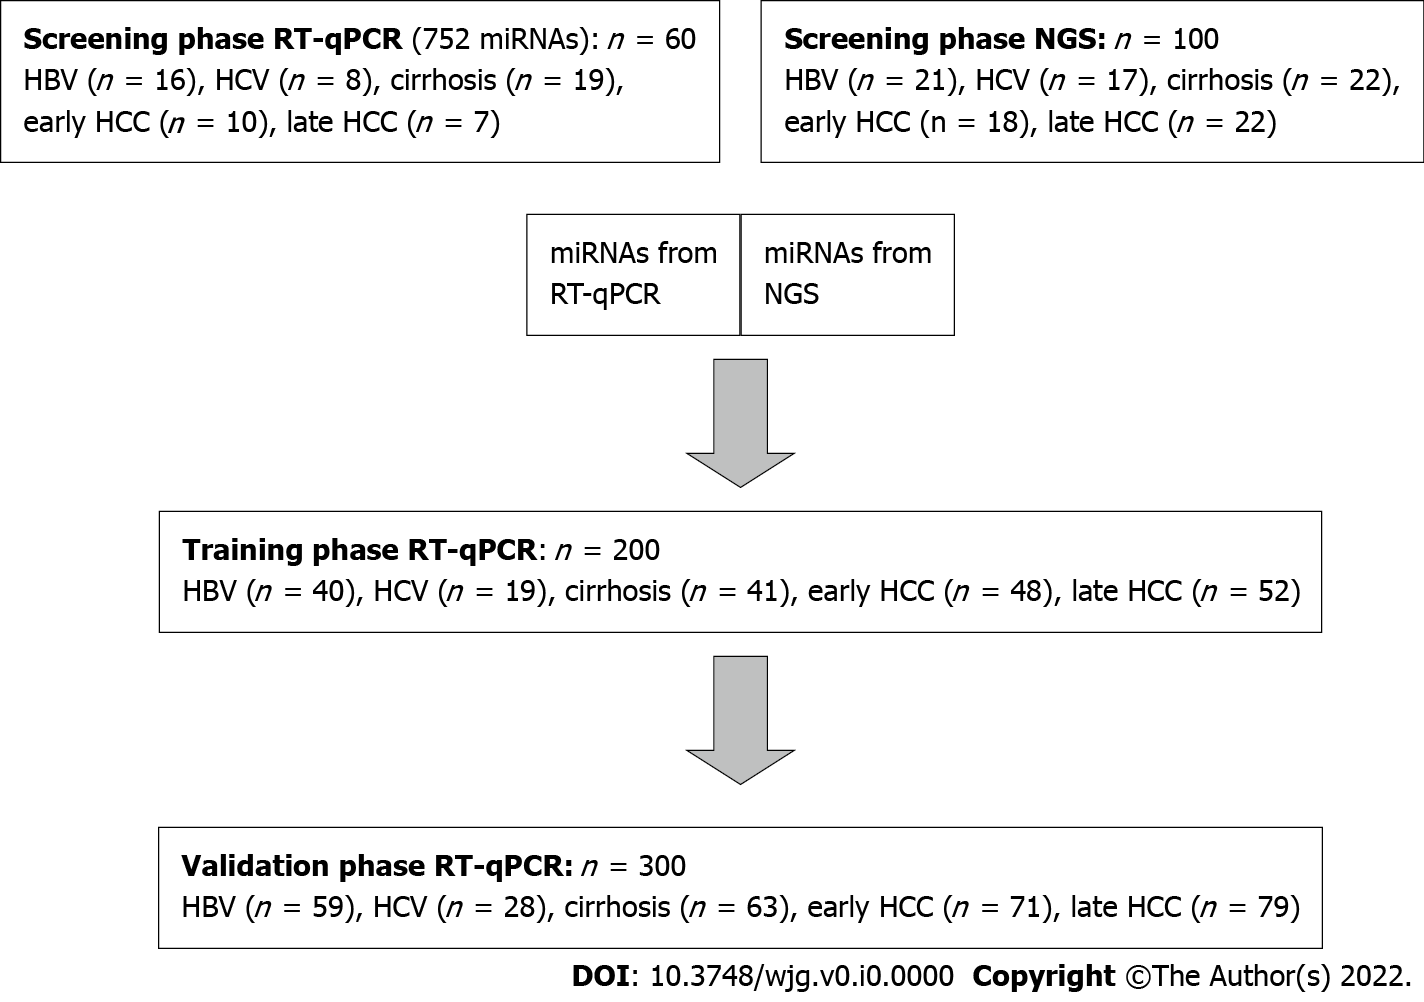 Screening phase RT-qPCR (752 miRNAs): n = 60
HBV (n = 16), HCV (n = 8), cirrhosis (n = 19),
early HCC (n = 10), late HCC (n = 7)
Screening phase NGS: n = 100
HBV (n = 21), HCV (n = 17), cirrhosis (n = 22),
early HCC (n = 18), late HCC (n = 22)
miRNAs from
RT-qPCR
miRNAs from
NGS
Training phase RT-qPCR: n = 200
HBV (n = 40), HCV (n = 19), cirrhosis (n = 41), early HCC (n = 48), late HCC (n = 52)
Validation phase RT-qPCR: n = 300
HBV (n = 59), HCV (n = 28), cirrhosis (n = 63), early HCC (n = 71), late HCC (n = 79)
DOI: 10.3748/wjg.v0.i0.0000 Copyright ©The Author(s) 2022.